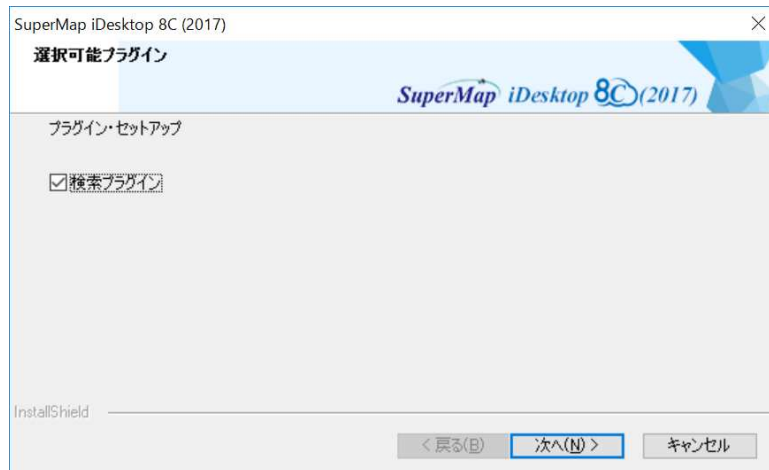 SuperMap iDesktop 8C (2017)
選択可能プラグイン
SuperMap iDesktop 8C (2017)
プラグイン・セットアップ
検索プラグイン
InstallShield
< 戻る(B) 次へ(N) > キャンセル